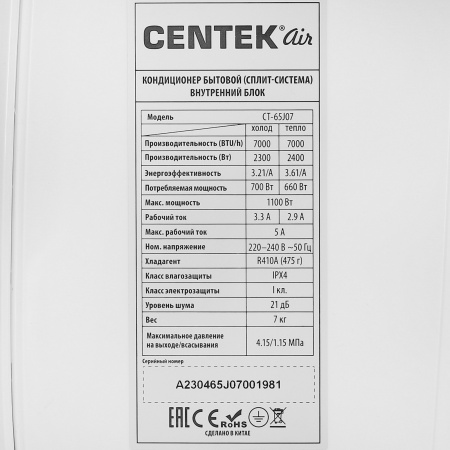 CENTEK® air
КОНДИЦИОНЕР БЫТОВОЙ (СПЛИТ-СИСТЕМА)
ВНУТРЕННИЙ БЛОК
Модель CT-65J07
холод тепло
Производительность (BTU/h) 7000 7000
Производительность (Вт) 2300 2400
Энергоэффективность 3.21/А 3.61/А
Потребляемая мощность 700 Вт 660 Вт
Макс. мощность 1100 Вт
Рабочий ток 3.3 А 2.9 А
Макс. рабочий ток 5 А
Ном. напряжение 220–240 В ~50 Гц
Хладагент R410A (475 г)
Класс влагозащиты IPX4
Класс электрозащиты I кл.
Уровень шума 21 дБ
Вес 7 кг
Максимальное давление
на выходе/всасывания 4.15/1.15 МПа
Серийный номер
A230465J07001981
EAC CE RoHS
СДЕЛАНО В КИТАЕ